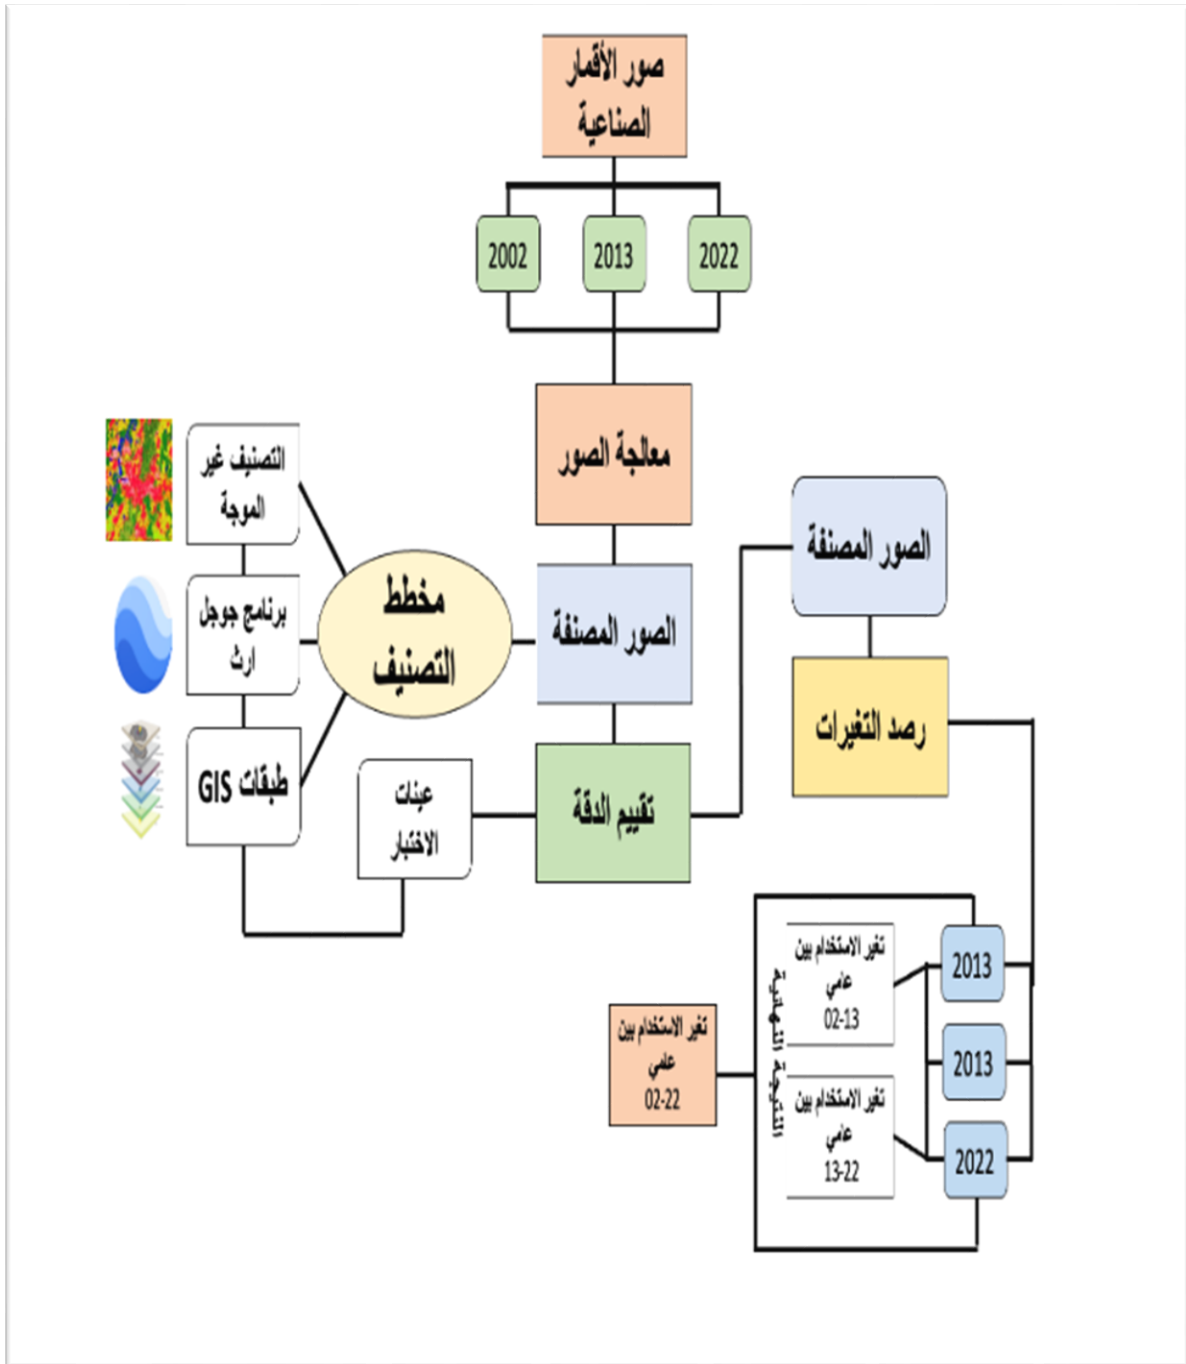 صور الأقمار
الصناعية
2002
2013
2022
معالجة الصور
الصور المصنفة
مخطط
التصنيف
التصنيف غير
الموجة
برنامج جوجل
ارث
طبقات GIS
عينات
الاختبار
تقييم الدقة
الصور المصنفة
رصد التغيرات
2013
2013
2022
تغير الاستخدام بين
عامي
02-13
تغير الاستخدام بين
عامي
13-22
النتيجة النهائية
تغير الاستخدام بين
عامي
02-22